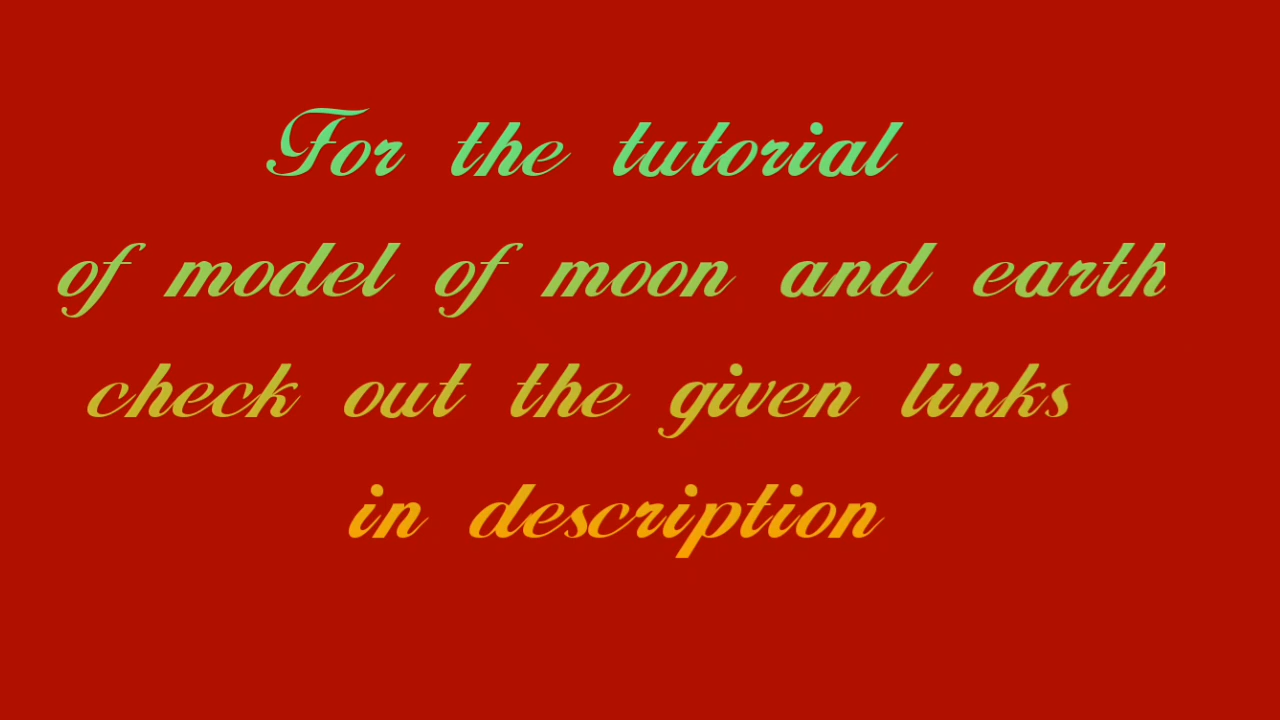 For the tutorial
of model of moon and earth
check out the given links
in description